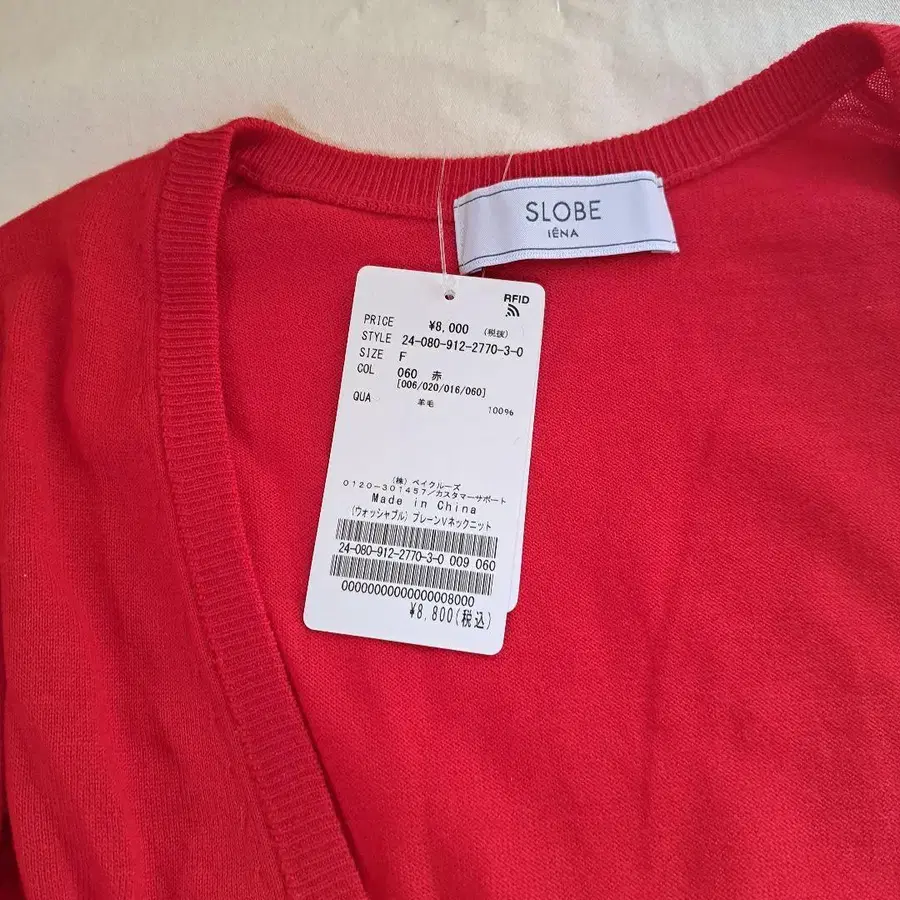 SLOBE
IÉNA
RFID
PRICE ¥8,000 (税抜)
STYLE 24-080-912-2770-3-0
SIZE F
COL 060 赤
[006/020/016/060]
QUA 羊毛 100%
(株)ベイクルーズ
0120-301457/カスタマーサポート
Made in China
(ウォッシャブル)プレーンVネックニット
24-080-912-2770-3-0 009 060
00000000000000008000
¥8,800(税込)